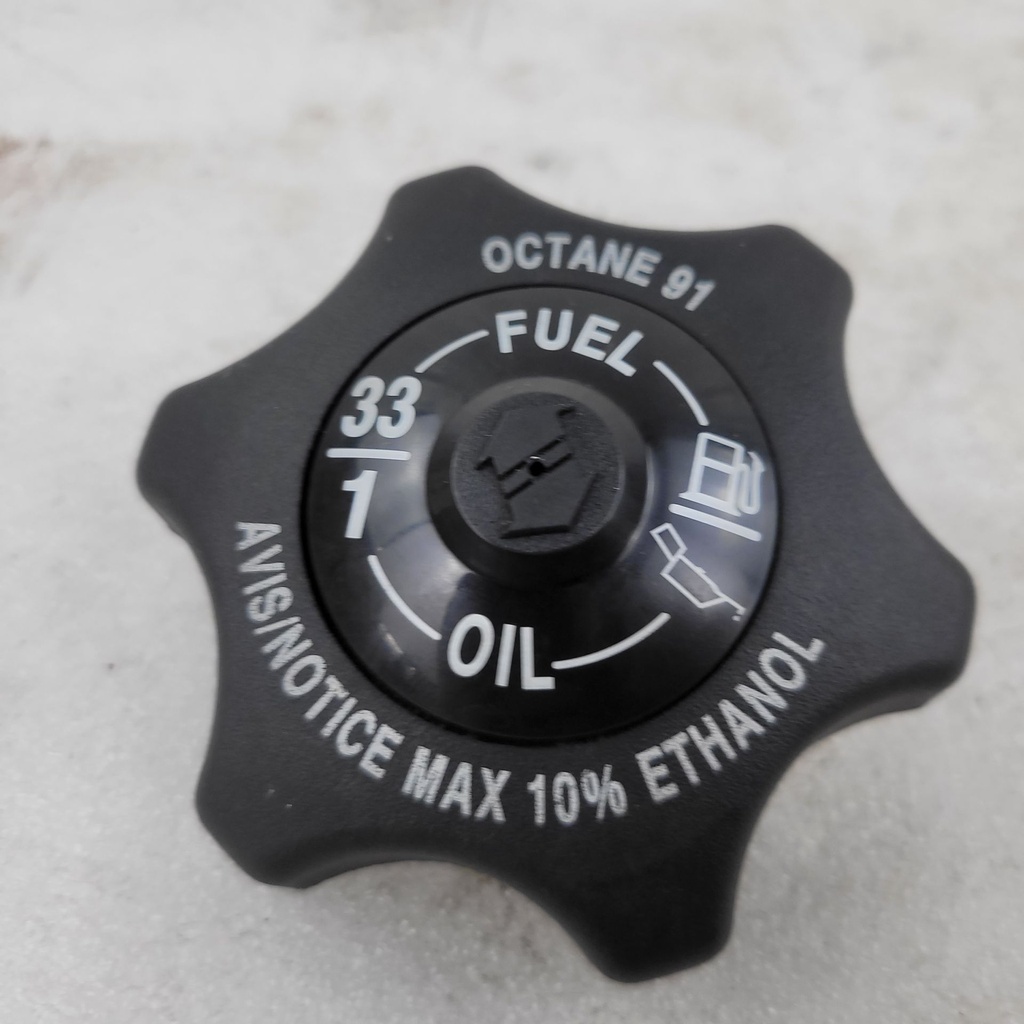 OCTANE 91
FUEL
33
1
OIL
AVIS/NOTICE MAX 10% ETHANOL